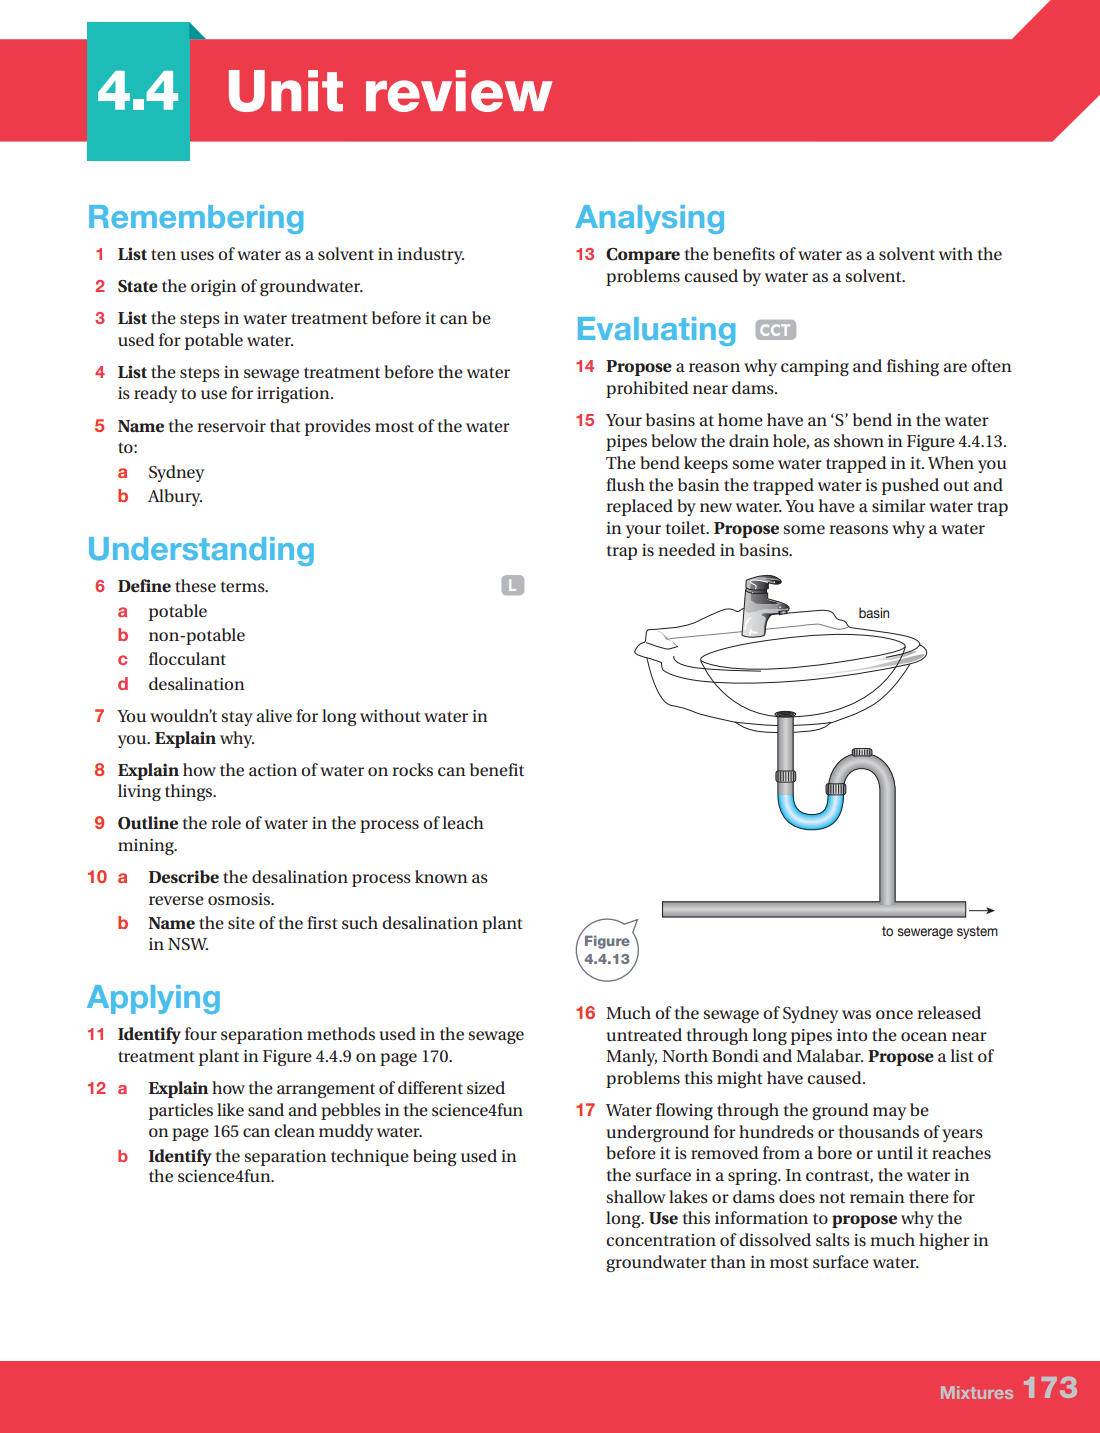 4.4 Unit review
Remembering
1 List ten uses of water as a solvent in industry.
2 State the origin of groundwater.
3 List the steps in water treatment before it can be
used for potable water.
4 List the steps in sewage treatment before the water
is ready to use for irrigation.
5 Name the reservoir that provides most of the water
to:
a Sydney
b Albury.
Understanding
6 Define these terms. L
a potable
b non-potable
c flocculant
d desalination
7 You wouldn't stay alive for long without water in
you. Explain why.
8 Explain how the action of water on rocks can benefit
living things.
9 Outline the role of water in the process of leach
mining.
10 a Describe the desalination process known as
reverse osmosis.
b Name the site of the first such desalination plant
in NSW.
Applying
11 Identify four separation methods used in the sewage
treatment plant in Figure 4.4.9 on page 170.
12 a Explain how the arrangement of different sized
particles like sand and pebbles in the science4fun
on page 165 can clean muddy water.
b Identify the separation technique being used in
the science4fun.
Analysing
13 Compare the benefits of water as a solvent with the
problems caused by water as a solvent.
Evaluating CCT
14 Propose a reason why camping and fishing are often
prohibited near dams.
15 Your basins at home have an 'S' bend in the water
pipes below the drain hole, as shown in Figure 4.4.13.
The bend keeps some water trapped in it. When you
flush the basin the trapped water is pushed out and
replaced by new water. You have a similar water trap
in your toilet. Propose some reasons why a water
trap is needed in basins.
basin
to sewerage system
Figure
4.4.13
16 Much of the sewage of Sydney was once released
untreated through long pipes into the ocean near
Manly, North Bondi and Malabar. Propose a list of
problems this might have caused.
17 Water flowing through the ground may be
underground for hundreds or thousands of years
before it is removed from a bore or until it reaches
the surface in a spring. In contrast, the water in
shallow lakes or dams does not remain there for
long. Use this information to propose why the
concentration of dissolved salts is much higher in
groundwater than in most surface water.
Mixtures 173